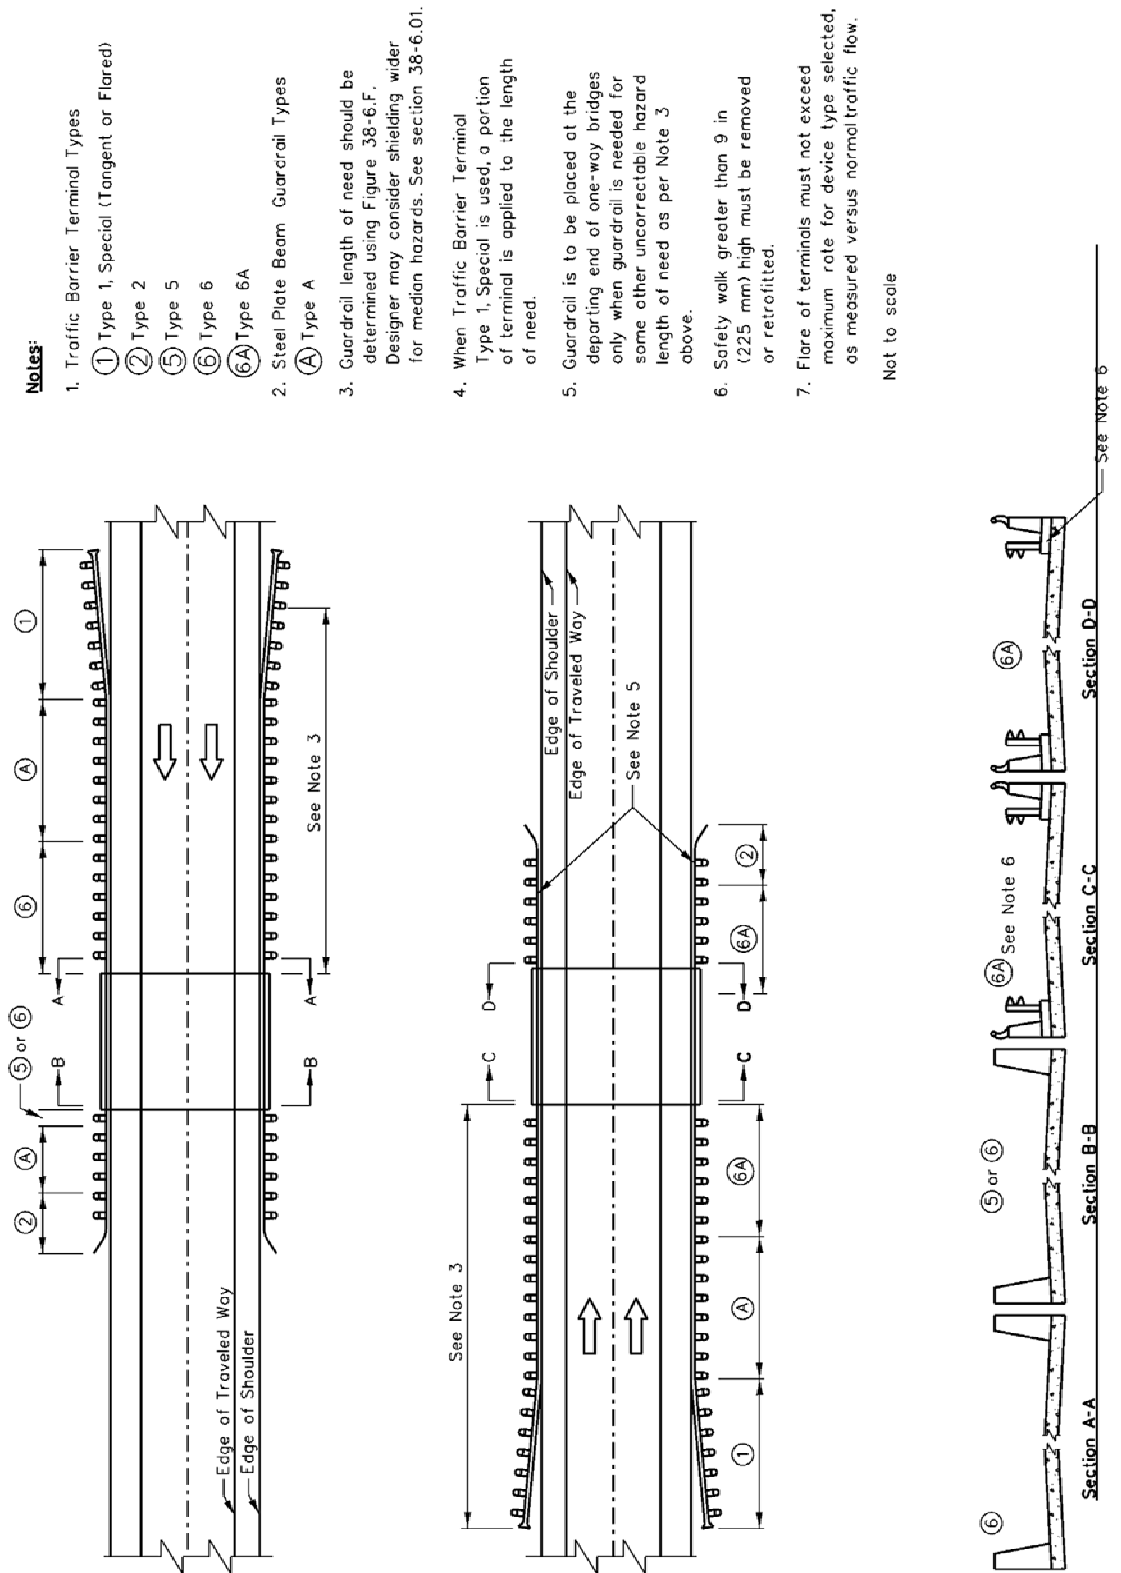 Notes:
1. Traffic Barrier Terminal Types
1 Type 1, Special (Tangent or Flared)
2 Type 2
5 Type 5
6 Type 6
6A Type 6A
2. Steel Plate Beam Guardrail Types
A Type A
3. Guardrail length of need should be
determined using Figure 38-6.F.
Designer may consider shielding wider
for median hazards. See section 38-6.01.
4. When Traffic Barrier Terminal
Type 1, Special is used, a portion
of terminal is applied to the length
of need.
5. Guardrail is to be placed at the
departing end of one-way bridges
only when guardrail is needed for
some other uncorrectable hazard
length of need as per Note 3
above.
6. Safety walk greater than 9 in
(225 mm) high must be removed
or retrofitted.
7. Flare of terminals must not exceed
maximum rate for device type selected,
as measured versus normal traffic flow.
Not to scale
2
A
5 or 6
6
A
1
B
A
B
A
See Note 3
Edge of Traveled Way
Edge of Shoulder
See Note 3
C
D
C
D
Edge of Shoulder
Edge of Traveled Way
See Note 5
1
A
6A
6A
2
6
5 or 6
6A See Note 6
6A
See Note 6
Section A-A
Section B-B
Section C-C
Section D-D